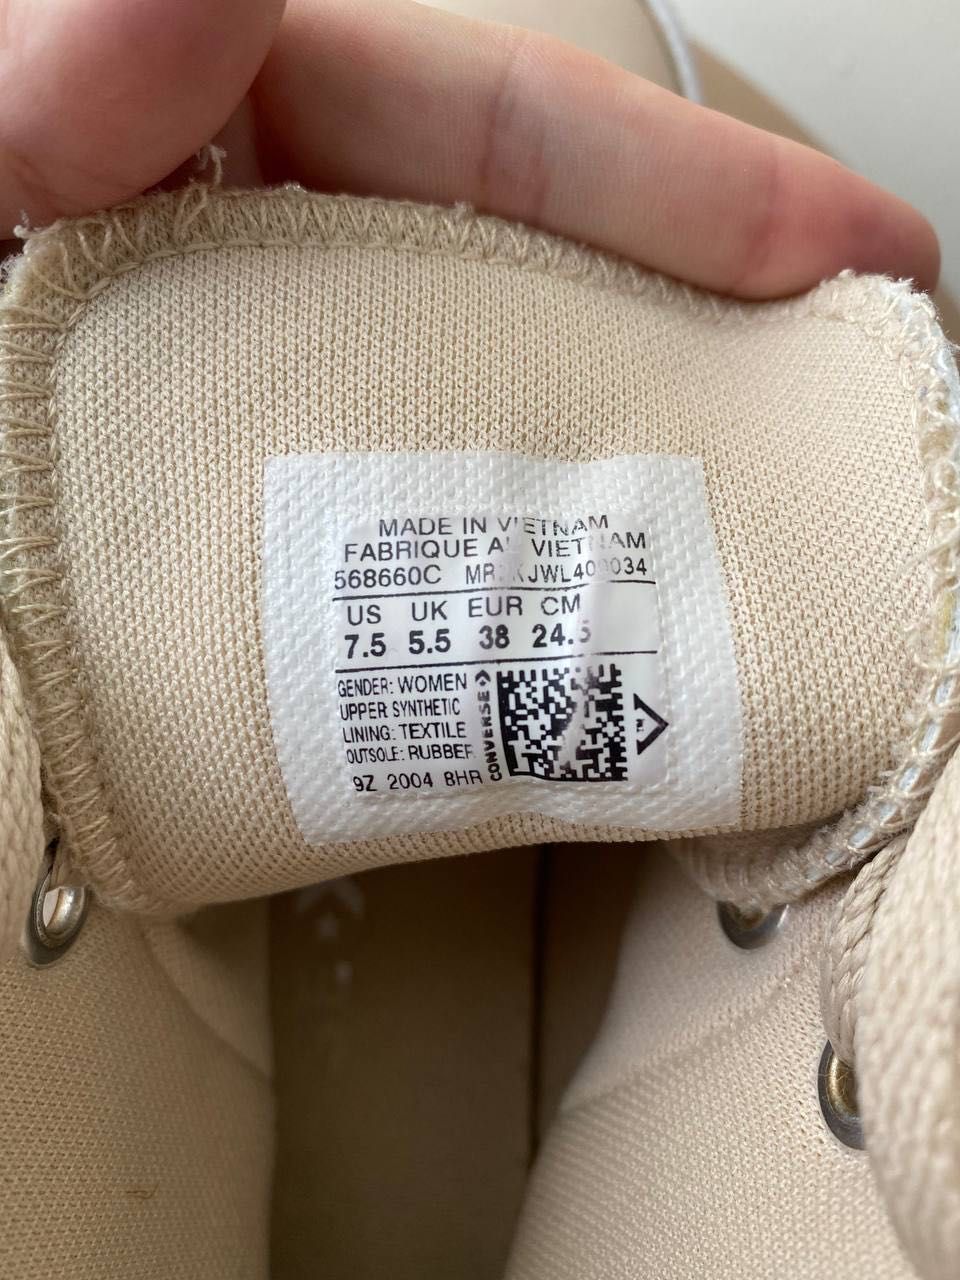 MADE IN VIETNAM
FABRIQUE AU VIETNAM
568660C
US UK EUR CM
7.5 5.5 38 24.5
GENDER: WOMEN
UPPER SYNTHETIC
LINING: TEXTILE
OUTSOLE: RUBBER
9Z 2004 8HR
CONVERSE
TM